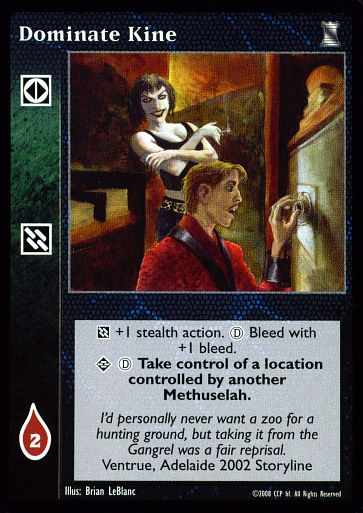 Dominate Kine
+1 stealth action. Ⓓ Bleed with
+1 bleed.
Ⓓ Take control of a location
controlled by another
Methuselah.
I'd personally never want a zoo for a
hunting ground, but taking it from the
Gangrel was a fair reprisal.
Ventrue, Adelaide 2002 Storyline
2
Illus: Brian LeBlanc
©2008 CCP hf. All Rights Reserved